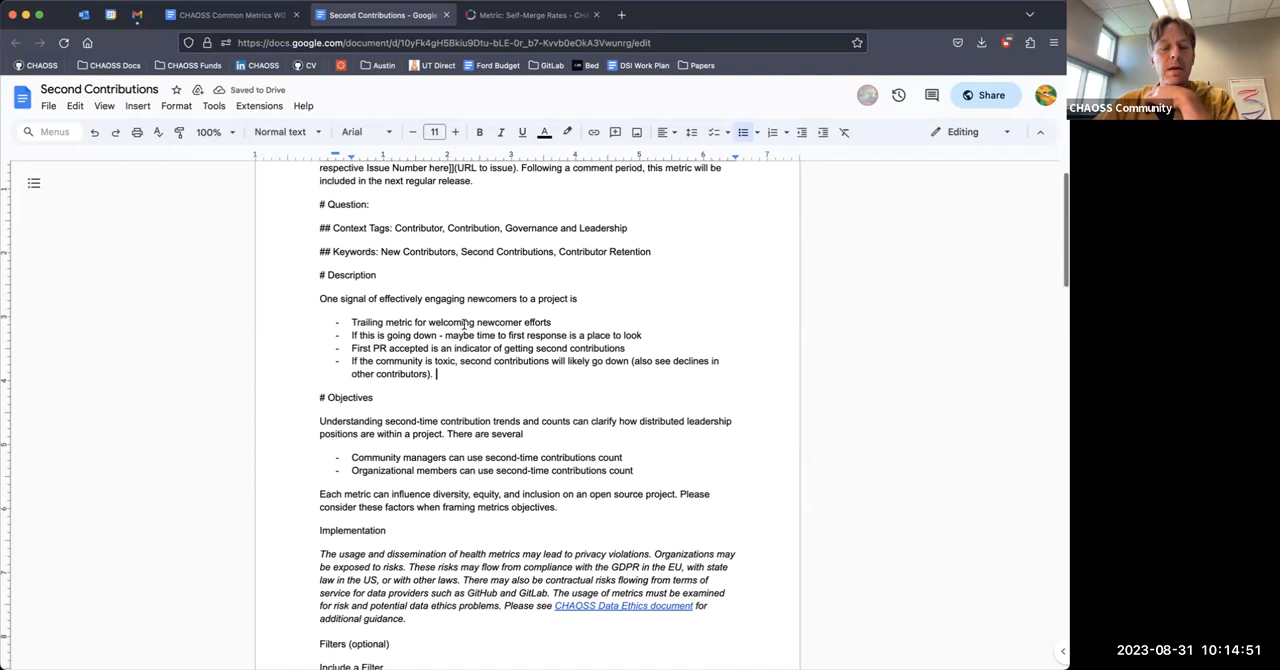 CHAOSS Common Metrics WG
Second Contributions - Google
Metric: Self-Merge Rates - CHA
https://docs.google.com/document/d/10yFk4gH5Bkiu9Dtu-bLE-0r_b7-Kvvb0eOkA3Vwunrg/edit
CHAOSS
CHAOSS Docs
CHAOSS Funds
CHAOSS
CV
Austin
UT Direct
Ford Budget
GitLab
Bed
DSI Work Plan
Papers
Second Contributions
Saved to Drive
File Edit View Insert Format Tools Extensions Help
Share
Menus
100%
Normal text
Arial
11
Editing
1 1 2 3 4 5 6 7
respective Issue Number here]](URL to issue). Following a comment period, this metric will be
included in the next regular release.
# Question:
## Context Tags: Contributor, Contribution, Governance and Leadership
## Keywords: New Contributors, Second Contributions, Contributor Retention
# Description
One signal of effectively engaging newcomers to a project is
- Trailing metric for welcoming newcomer efforts
- If this is going down - maybe time to first response is a place to look
- First PR accepted is an indicator of getting second contributions
- If the community is toxic, second contributions will likely go down (also see declines in
other contributors).
# Objectives
Understanding second-time contribution trends and counts can clarify how distributed leadership
positions are within a project. There are several
- Community managers can use second-time contributions count
- Organizational members can use second-time contributions count
Each metric can influence diversity, equity, and inclusion on an open source project. Please
consider these factors when framing metrics objectives.
Implementation
The usage and dissemination of health metrics may lead to privacy violations. Organizations may
be exposed to risks. These risks may flow from compliance with the GDPR in the EU, with state
law in the US, or with other laws. There may also be contractual risks flowing from terms of
service for data providers such as GitHub and GitLab. The usage of metrics must be examined
for risk and potential data ethics problems. Please see CHAOSS Data Ethics document for
additional guidance.
Filters (optional)
Include a Filter
CHAOSS Community
2023-08-31 10:14:51